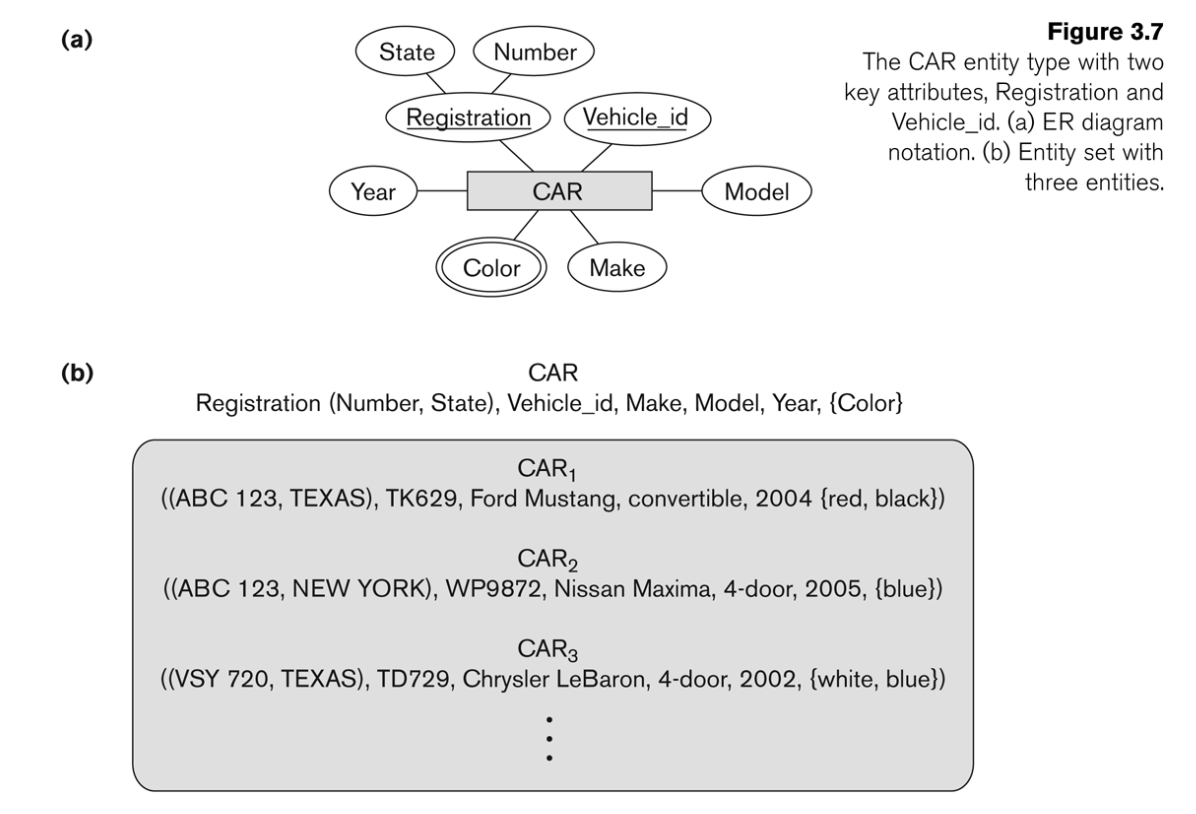 (a)
State
Number
Registration
Vehicle_id
Year
CAR
Model
Color
Make
Figure 3.7
The CAR entity type with two
key attributes, Registration and
Vehicle_id. (a) ER diagram
notation. (b) Entity set with
three entities.
(b)
CAR
Registration (Number, State), Vehicle_id, Make, Model, Year, {Color}
CAR₁
((ABC 123, TEXAS), TK629, Ford Mustang, convertible, 2004 {red, black})
CAR₂
((ABC 123, NEW YORK), WP9872, Nissan Maxima, 4-door, 2005, {blue})
CAR₃
((VSY 720, TEXAS), TD729, Chrysler LeBaron, 4-door, 2002, {white, blue})